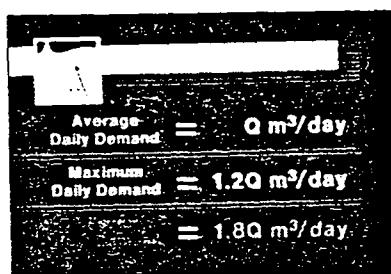 Average
Daily Demand = Q m³/day
Maximum
Daily Demand = 1.2Q m³/day
= 1.8Q m³/day